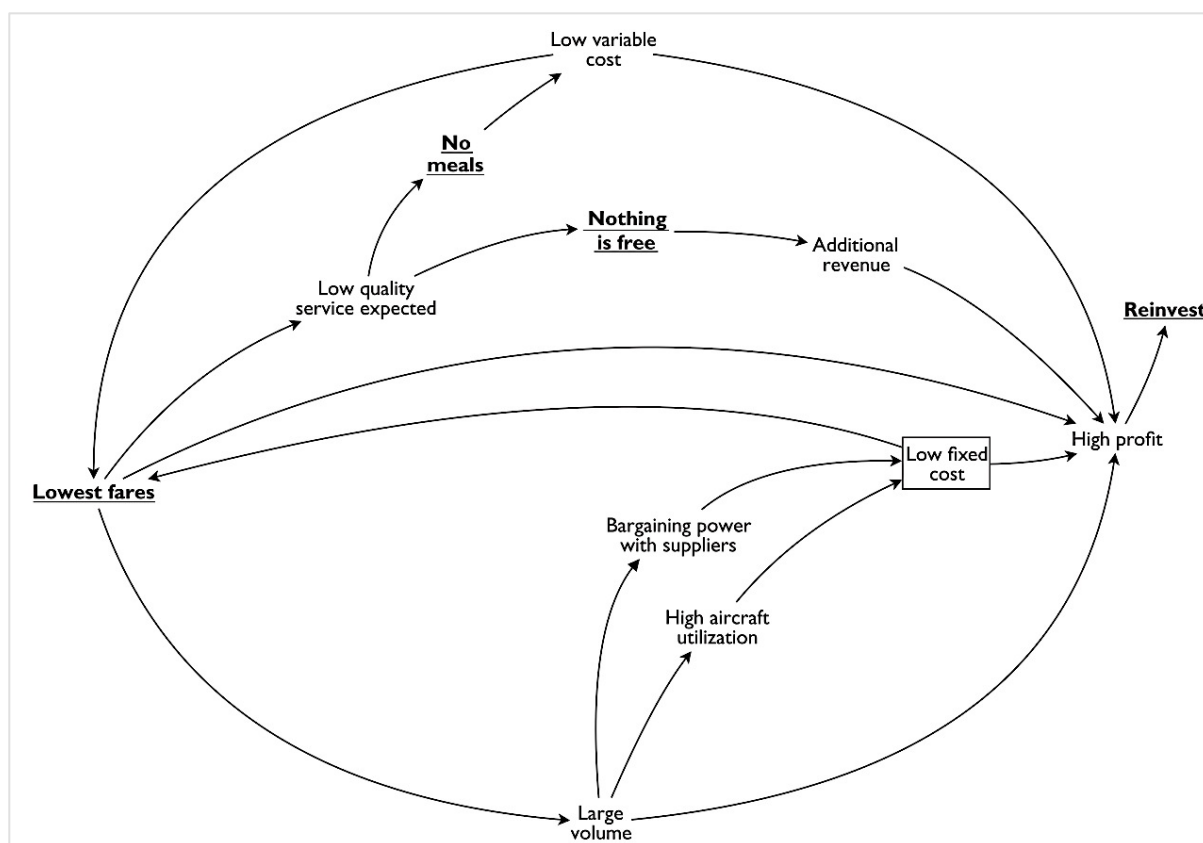 Low variable
cost
No
meals
Nothing
is free
Additional
revenue
Low quality
service expected
Reinvest
High profit
Low fixed
cost
Lowest fares
Bargaining power
with suppliers
High aircraft
utilization
Large
volume